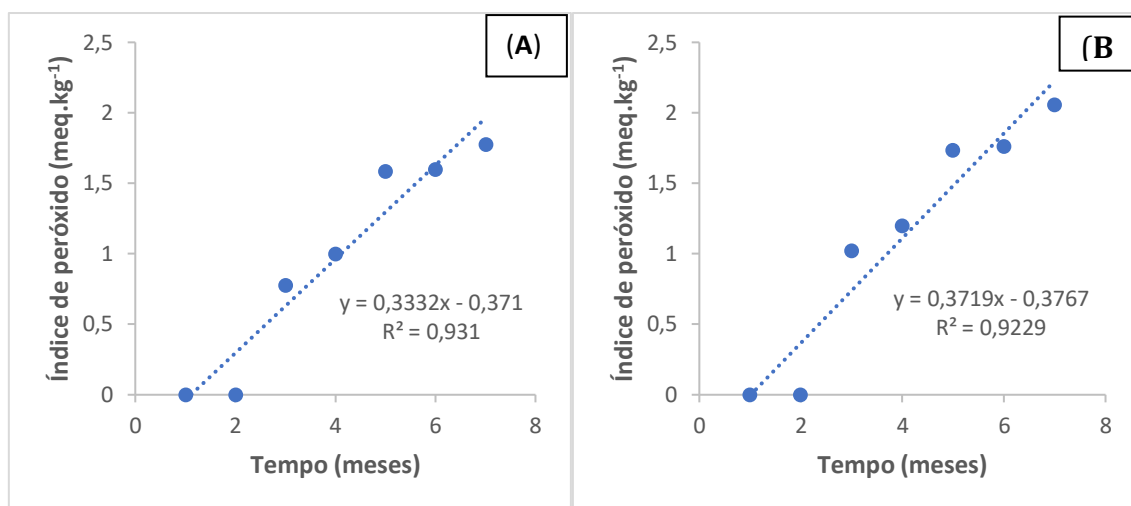 (A)
Índice de peróxido (meq.kg⁻¹)
2,5
2
1,5
1
0,5
0
y = 0,3332x - 0,371
R² = 0,931
0 2 4 6 8
Tempo (meses)
(B
Índice de peróxido (meq.kg⁻¹)
2,5
2
1,5
1
0,5
0
y = 0,3719x - 0,3767
R² = 0,9229
0 2 4 6 8
Tempo (meses)